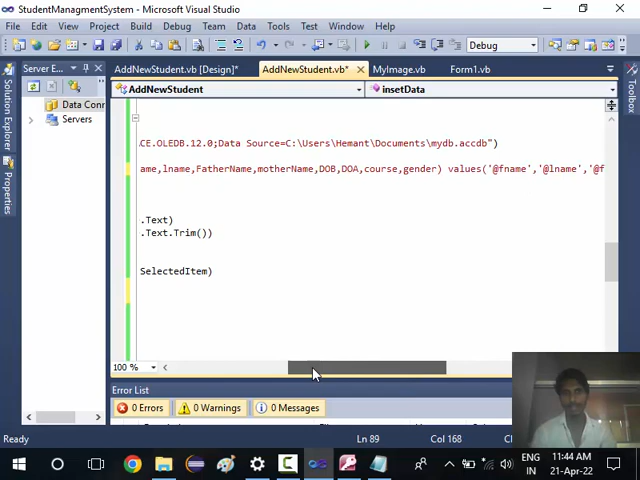 StudentManagmentSystem - Microsoft Visual Studio
File Edit View Project Build Debug Team Data Tools Test Window Help
Debug
Server E...
AddNewStudent.vb [Design]*
AddNewStudent.vb*
MyImage.vb
Form1.vb
AddNewStudent
insetData
Solution Explorer
Properties
Toolbox
Data Conn
Servers
.CE.OLEDB.12.0;Data Source=C:\Users\Hemant\Documents\mydb.accdb")
ame,lname,FatherName,motherName,DOB,DOA,course,gender) values('@fname','@lname','@f
.Text)
.Text.Trim())
SelectedItem)
100 %
Error List
0 Errors
0 Warnings
0 Messages
Ready
Ln 89
Col 168
ENG
IN
11:44 AM
21-Apr-22